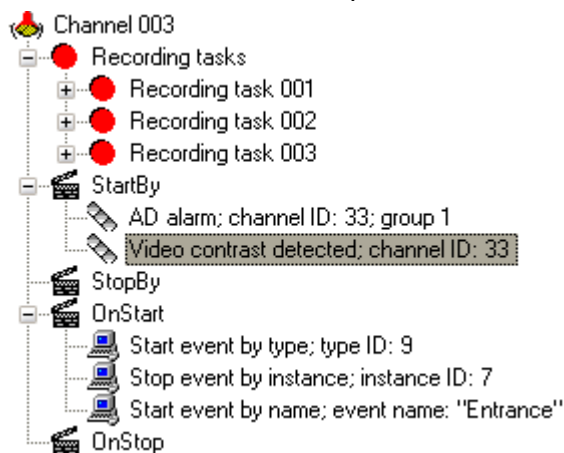 Channel 003
Recording tasks
Recording task 001
Recording task 002
Recording task 003
StartBy
AD alarm; channel ID: 33; group 1
Video contrast detected; channel ID: 33
StopBy
OnStart
Start event by type; type ID: 9
Stop event by instance; instance ID: 7
Start event by name; event name: "Entrance"
OnStop